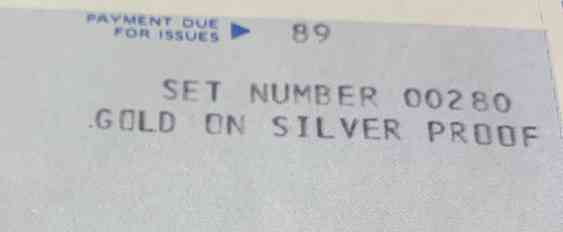 PAYMENT DUE
FOR ISSUES ▶ 89
SET NUMBER 00280
.GOLD ON SILVER PROOF